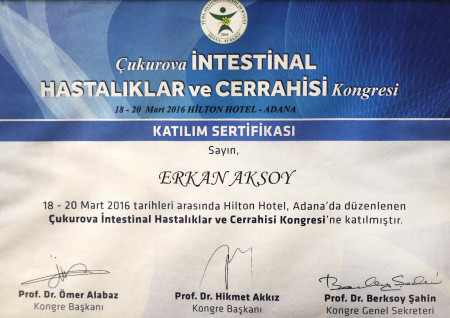 Çukurova İNTESTİNAL
HASTALIKLAR ve CERRAHİSİ Kongresi
18 - 20 Mart 2016 HİLTON HOTEL - ADANA
KATILIM SERTİFIKASI
Sayın,
ERKAN AKSOY
18 - 20 Mart 2016 tarihleri arasında Hilton Hotel, Adana'da düzenlenen
Çukurova İntestinal Hastalıklar ve Cerrahisi Kongresi'ne katılmıştır.
Prof. Dr. Ömer Alabaz Prof. Dr. Hikmet Akkız Prof. Dr. Berksoy Şahin
Kongre Başkanı Kongre Başkanı Kongre Genel Sekreteri